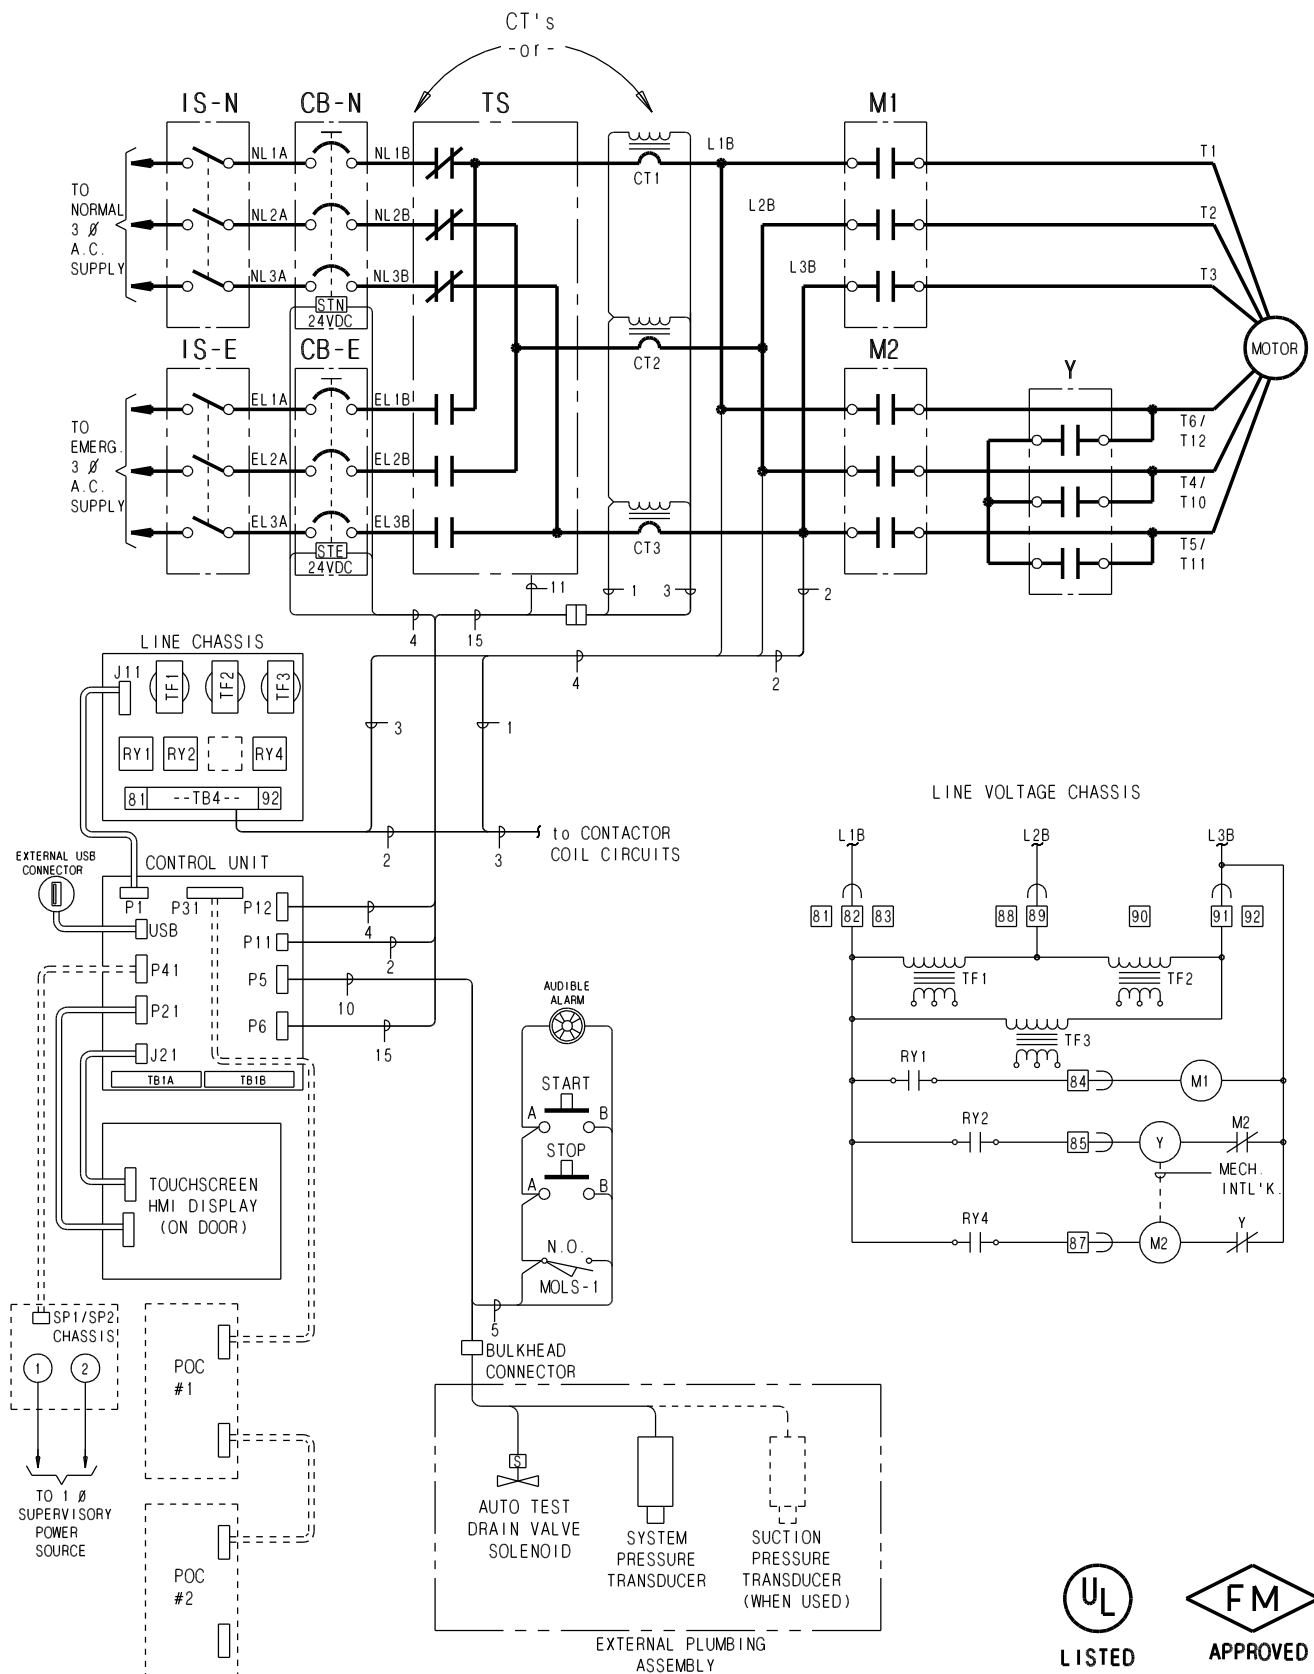 CT's
-or-
IS-N
CB-N
TS
M1
TO
NORMAL
3 Ø
A.C.
SUPPLY
NL1A
NL1B
NL2A
NL2B
NL3A
NL3B
STN
24VDC
CT1
L1B
L2B
L3B
T1
T2
T3
IS-E
CB-E
CT2
M2
Y
MOTOR
TO
EMERG.
3 Ø
A.C.
SUPPLY
EL1A
EL1B
EL2A
EL2B
EL3A
EL3B
STE
24VDC
CT3
T6/
T12
T4/
T10
T5/
T11
11
1
3
2
4
15
4
2
3
1
LINE CHASSIS
J11
TF1
TF2
TF3
RY1
RY2
RY4
81
--TB4--
92
2
3
to CONTACTOR
COIL CIRCUITS
EXTERNAL USB
CONNECTOR
CONTROL UNIT
P1
P31
P12
USB
P11
P41
P5
P21
P6
J21
TB1A
TB1B
4
2
10
15
TOUCHSCREEN
HMI DISPLAY
(ON DOOR)
AUDIBLE
ALARM
START
A
B
STOP
A
B
N.O.
MOLS-1
5
BULKHEAD
CONNECTOR
SP1/SP2
CHASSIS
1
2
TO 1 Ø
SUPERVISORY
POWER
SOURCE
POC
#1
POC
#2
S
AUTO TEST
DRAIN VALVE
SOLENOID
SYSTEM
PRESSURE
TRANSDUCER
SUCTION
PRESSURE
TRANSDUCER
(WHEN USED)
EXTERNAL PLUMBING
ASSEMBLY
LINE VOLTAGE CHASSIS
L1B
L2B
L3B
81
82
83
88
89
90
91
92
TF1
TF2
TF3
RY1
84
M1
RY2
85
Y
M2
MECH.
INTL'K.
RY4
87
M2
Y
UL
LISTED
FM
APPROVED